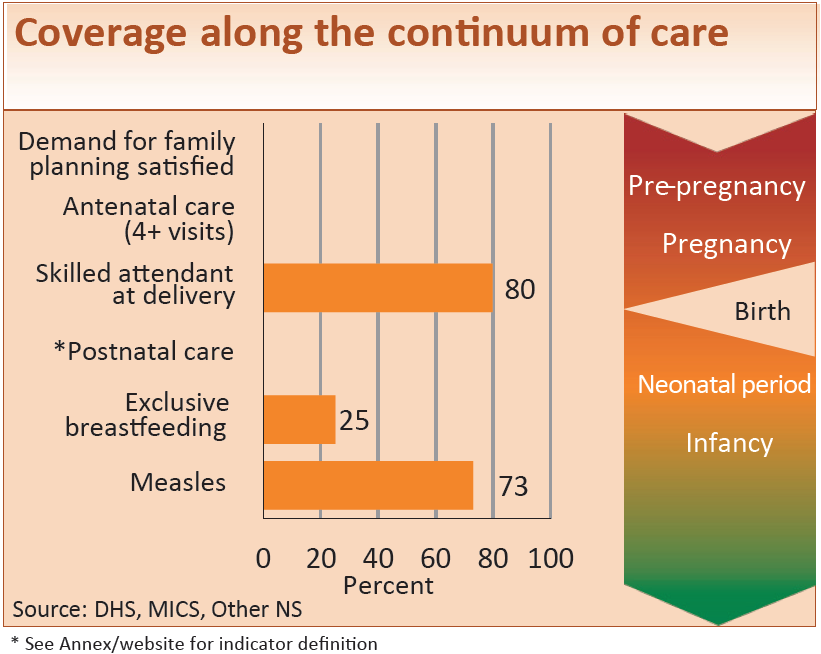 Coverage along the continuum of care
Demand for family
planning satisfied
Antenatal care
(4+ visits)
Skilled attendant
at delivery
80
*Postnatal care
Exclusive
breastfeeding
25
Measles
73
0 20 40 60 80 100
Percent
Pre-pregnancy
Pregnancy
Birth
Neonatal period
Infancy
Source: DHS, MICS, Other NS
* See Annex/website for indicator definition